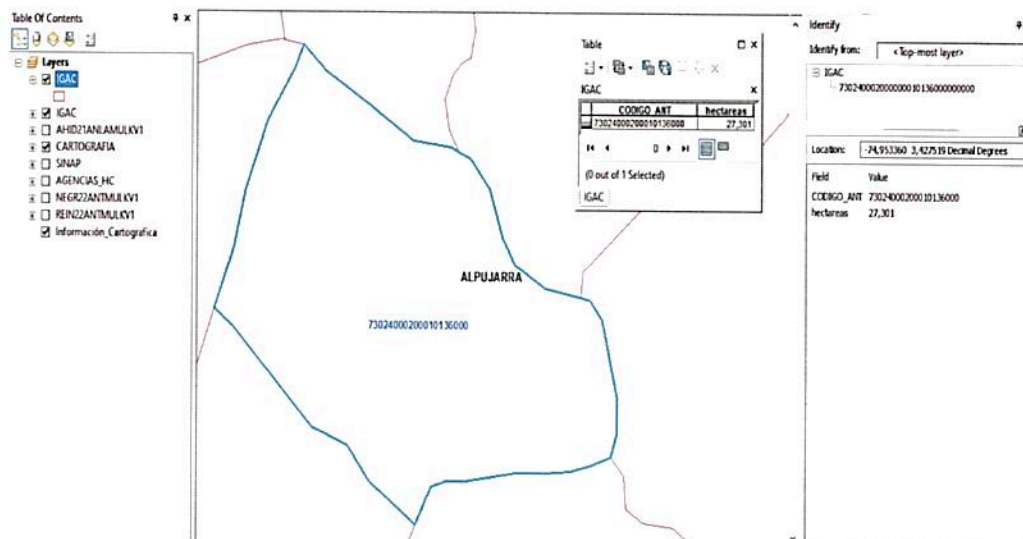 Table Of Contents
Layers
IGAC
IGAC
AHID21ANLAMULKV1
CARTOGRAFIA
SINAP
AGENCIAS_HC
NEGR22ANTMULKV1
REIN22ANTMULKV1
Información_Cartografica
ALPUJARRA
73024000200010136000
Table
IGAC
CODIGO_ANT hectareas
73024000200010136000 27,301
0
(0 out of 1 Selected)
IGAC
Identify
Identify from: <Top-most layer>
IGAC
Location: -74,953360 3,427519 Decimal Degrees
Field Value
CODIGO_ANT 73024000200010136000
hectareas 27,301